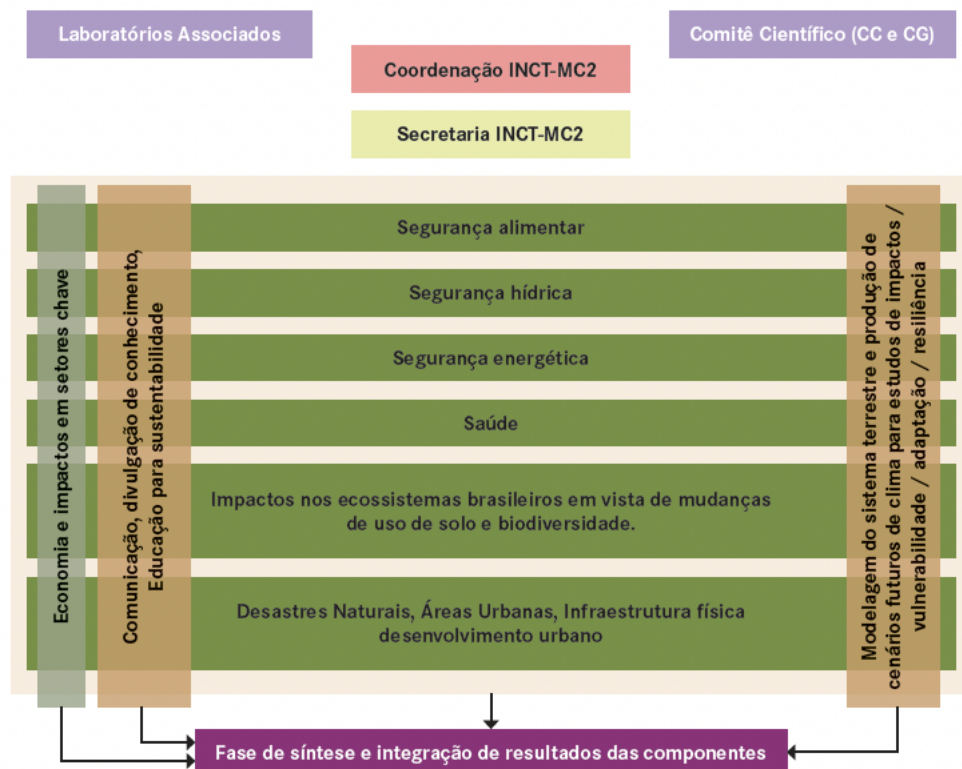 Laboratórios Associados
Comitê Científico (CC e CG)
Coordenação INCT-MC2
Secretaria INCT-MC2
Economia e impactos em setores chave
Comunicação, divulgação de conhecimento,
Educação para sustentabilidade
Segurança alimentar
Segurança hídrica
Segurança energética
Saúde
Impactos nos ecossistemas brasileiros em vista de mudanças
de uso de solo e biodiversidade.
Desastres Naturais, Áreas Urbanas, Infraestrutura física
desenvolvimento urbano
Modelagem do sistema terrestre e produção de
cenários futuros de clima para estudos de impactos /
vulnerabilidade / adaptação / resiliência
Fase de síntese e integração de resultados das componentes